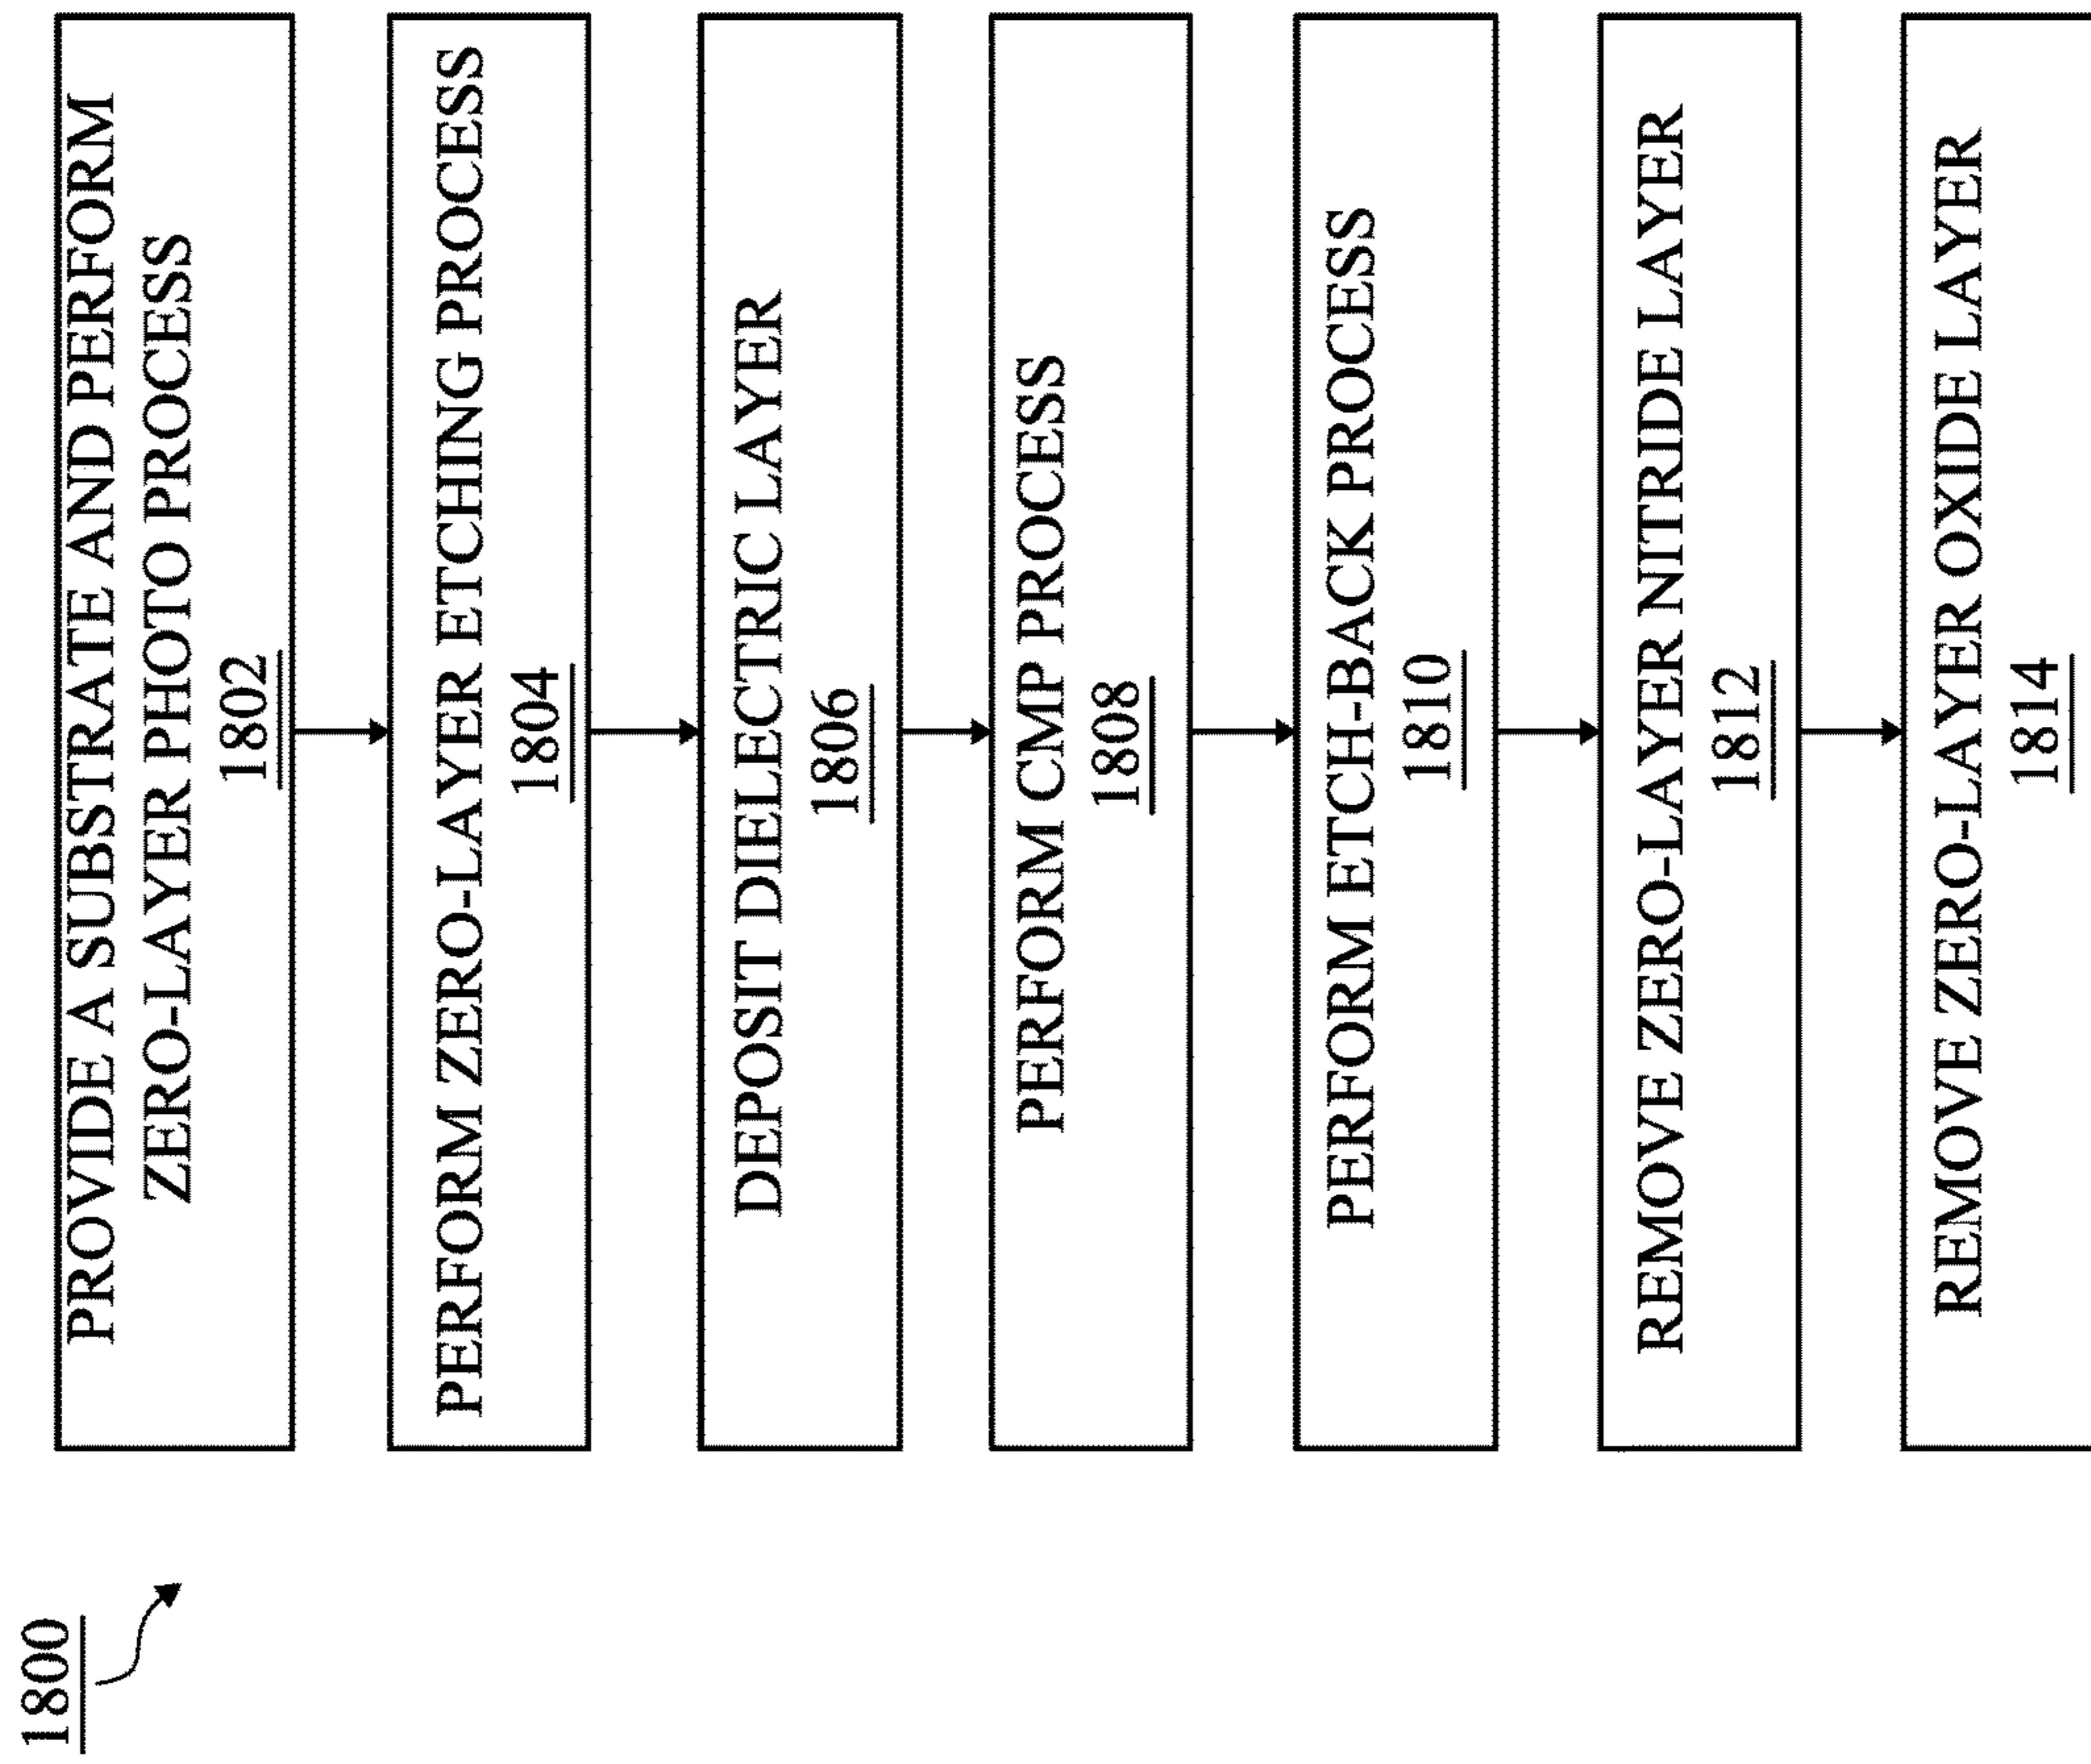 1800
PROVIDE A SUBSTRATE AND PERFORM
ZERO-LAYER PHOTO PROCESS
1802
PERFORM ZERO-LAYER ETCHING PROCESS
1804
DEPOSIT DIELECTRIC LAYER
1806
PERFORM CMP PROCESS
1808
PERFORM ETCH-BACK PROCESS
1810
REMOVE ZERO-LAYER NITRIDE LAYER
1812
REMOVE ZERO-LAYER OXIDE LAYER
1814